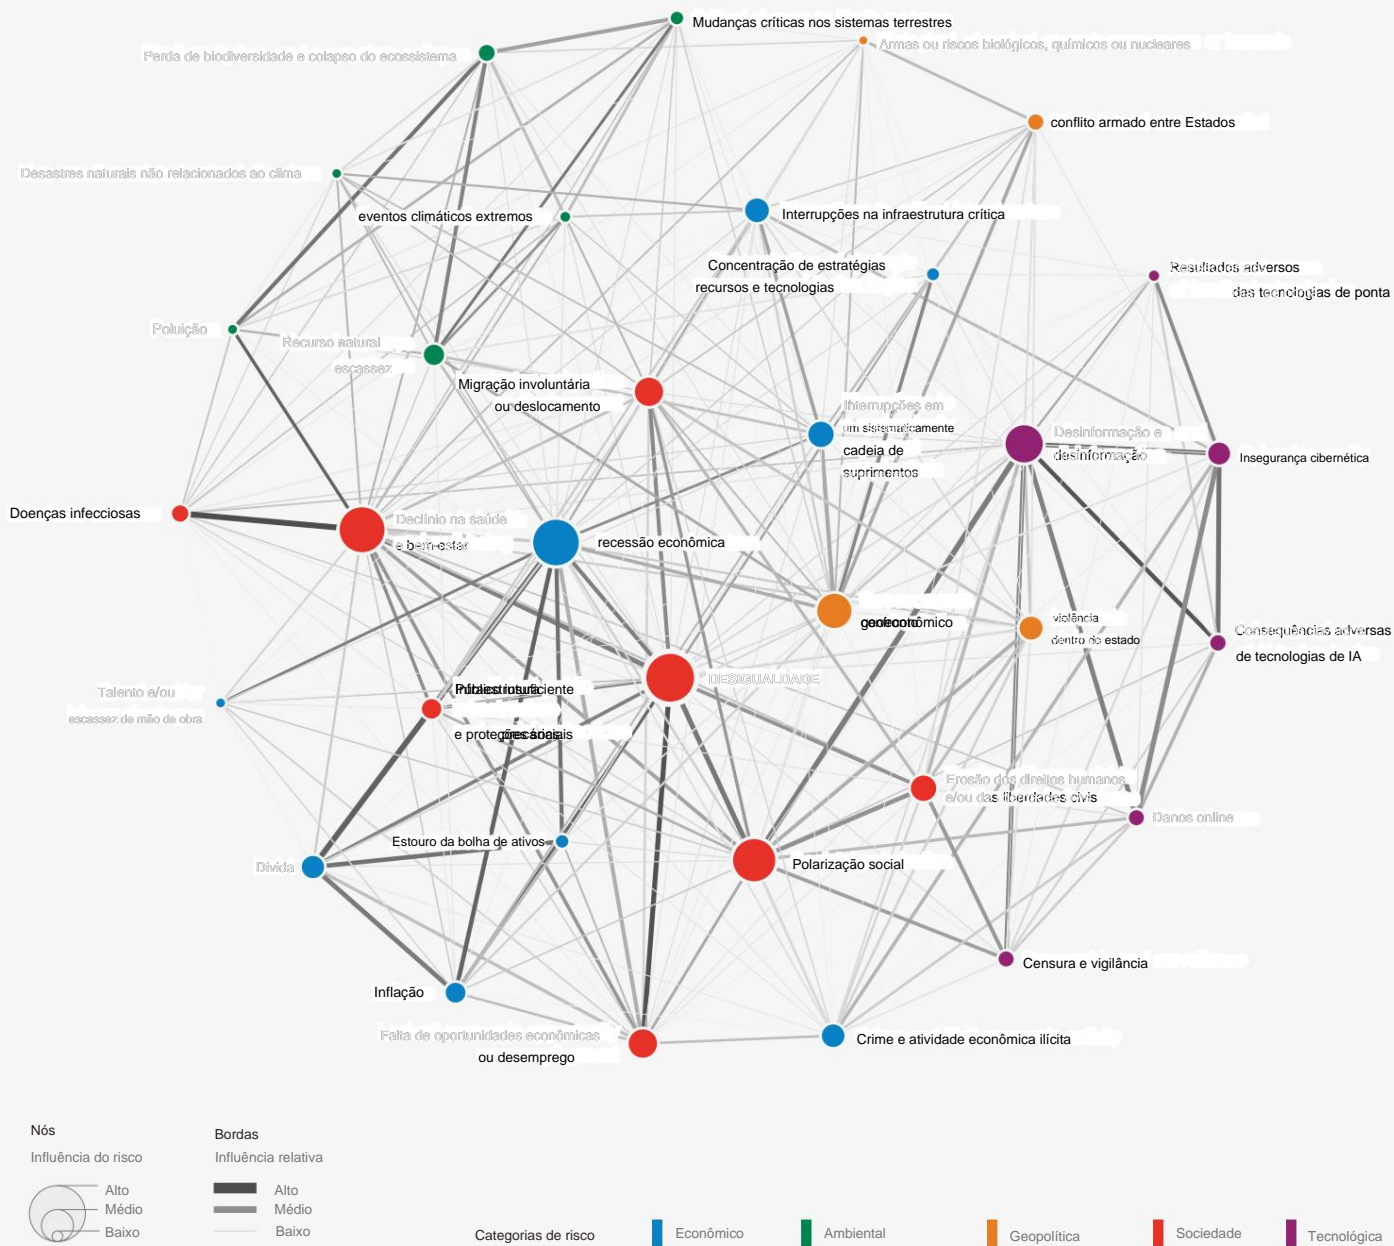 Mudanças críticas nos sistemas terrestres
Armas ou riscos biológicos, químicos ou nucleares
Perda de biodiversidade e colapso do ecossistema
conflito armado entre Estados
Desastres naturais não relacionados ao clima
eventos climáticos extremos
Interrupções na infraestrutura crítica
Concentração de estratégias
recursos e tecnologias
Resultados adversos
das tecnologias de ponta
Poluição
Recurso natural
escassez
Migração involuntária
ou deslocamento
Interrupções em
um sistematicamente
cadeia de
suprimentos
Desinformação e
desinformação
Insegurança cibernética
Doenças infecciosas
Declínio na saúde
e bem-estar
recessão econômica
geoeconômico
violência
dentro do estado
Consequências adversas
de tecnologias de IA
DESIGUALDADE
Talento e/ou
escassez de mão de obra
insuficiente
e proteções sociais
Erosão dos direitos humanos
e/ou das liberdades civis
Danos online
Estouro da bolha de ativos
Dívida
Polarização social
Censura e vigilância
Inflação
Falta de oportunidades econômicas
ou desemprego
Crime e atividade econômica ilícita
Nós
Influência do risco
Alto
Médio
Baixo
Bordas
Influência relativa
Alto
Médio
Baixo
Categorias de risco
Econômico
Ambiental
Geopolítica
Sociedade
Tecnológica